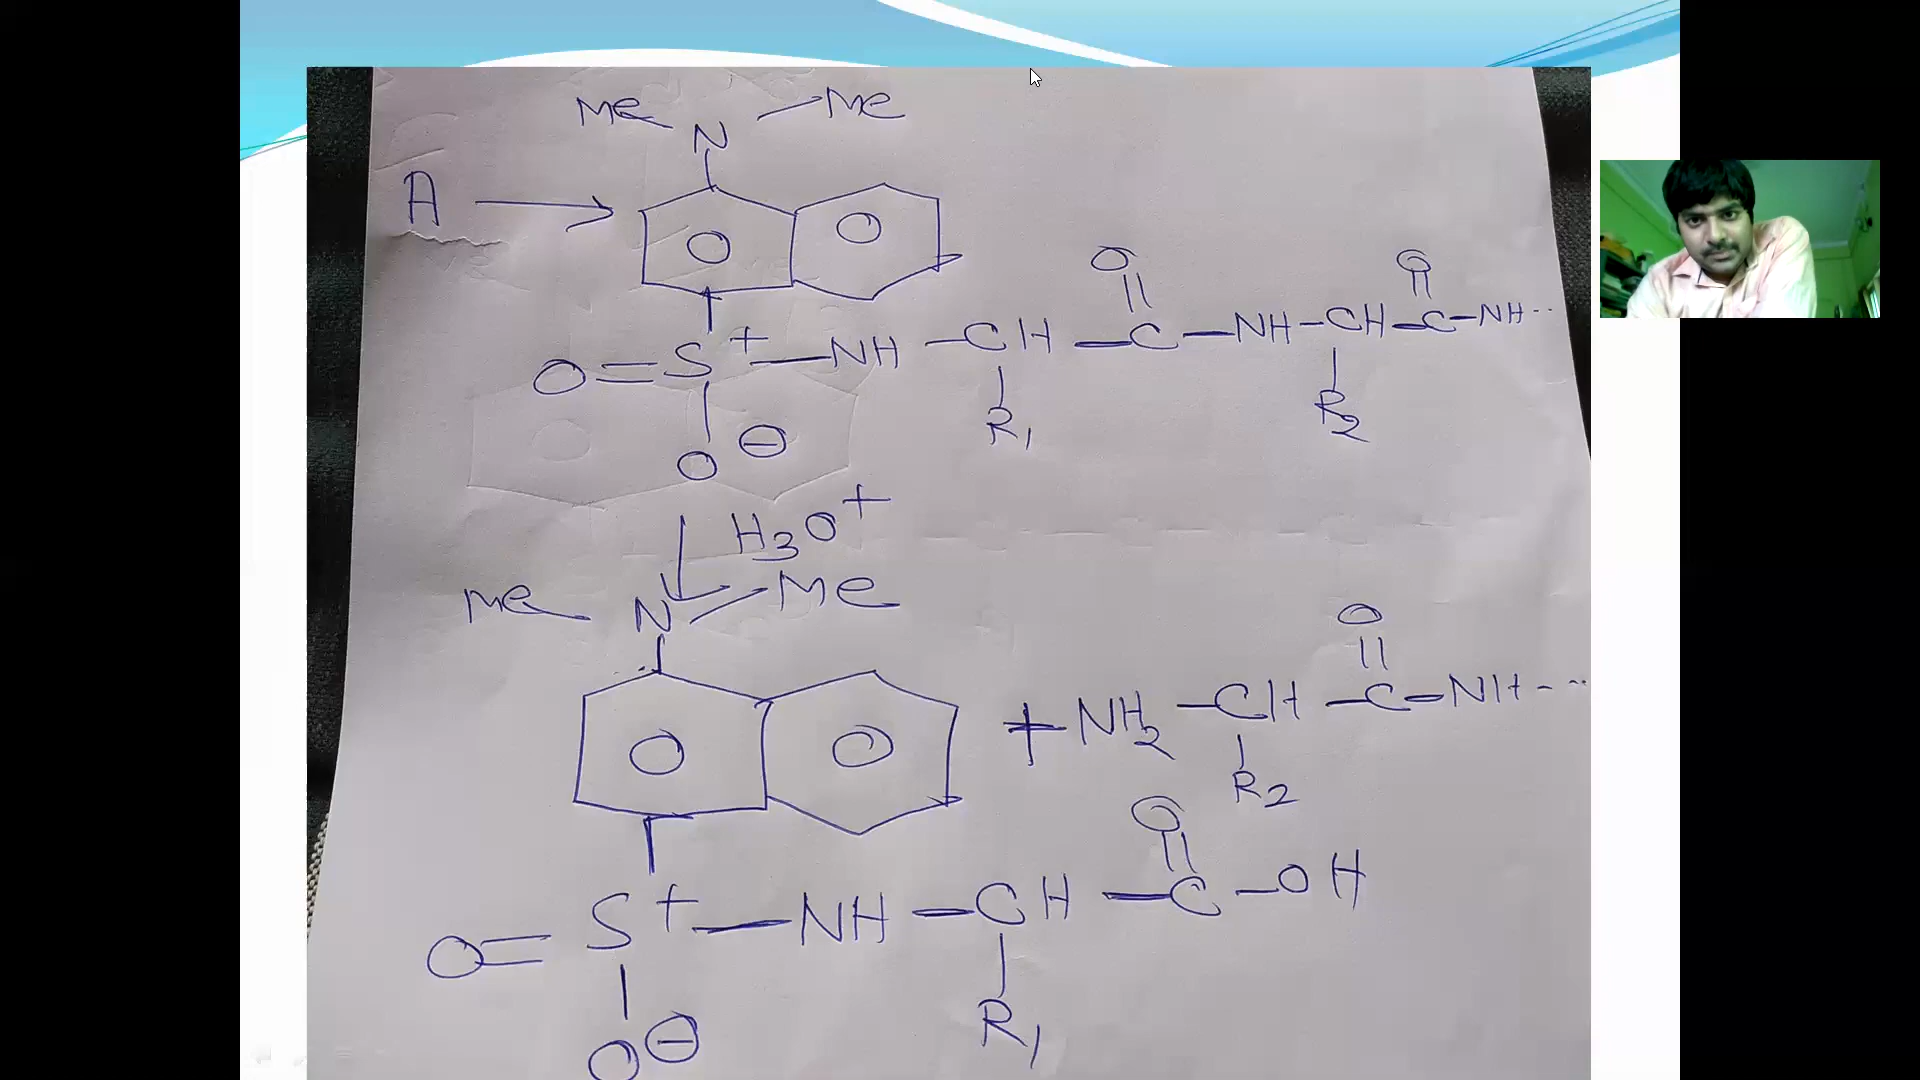 Me N Me
A
O = S + - NH - CH - C - NH - CH - C - NH - ..
O O
R1 R2
O ⊖
H3O+
Me N Me
O
+ NH2 - CH - C - NH - - ..
R2
O
O = S + - NH - CH - C - OH
R1
O ⊖